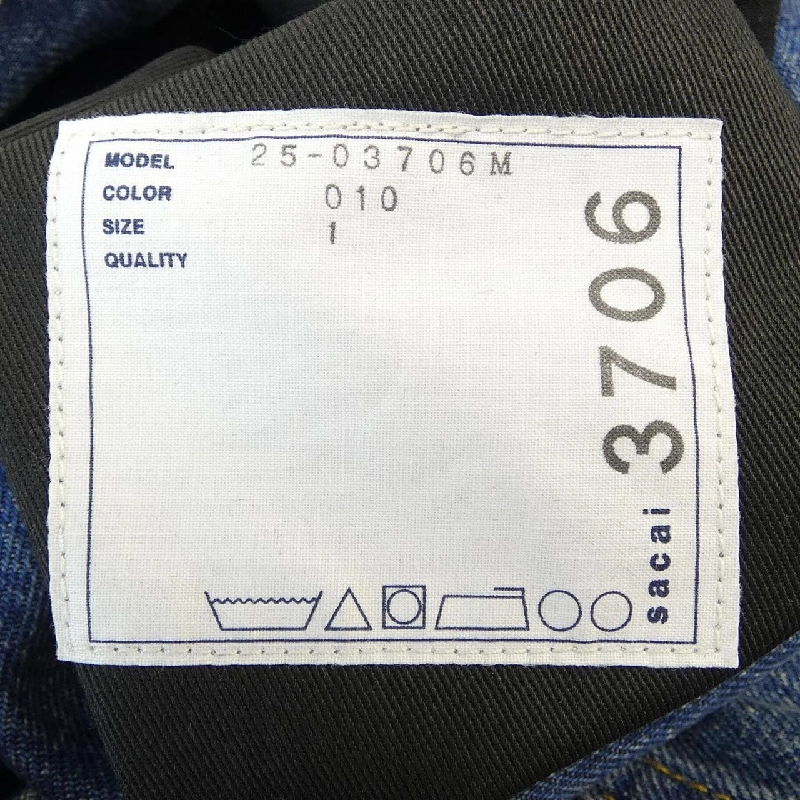 MODEL 25-03706M
COLOR 010
SIZE 1
QUALITY
sacai 3706